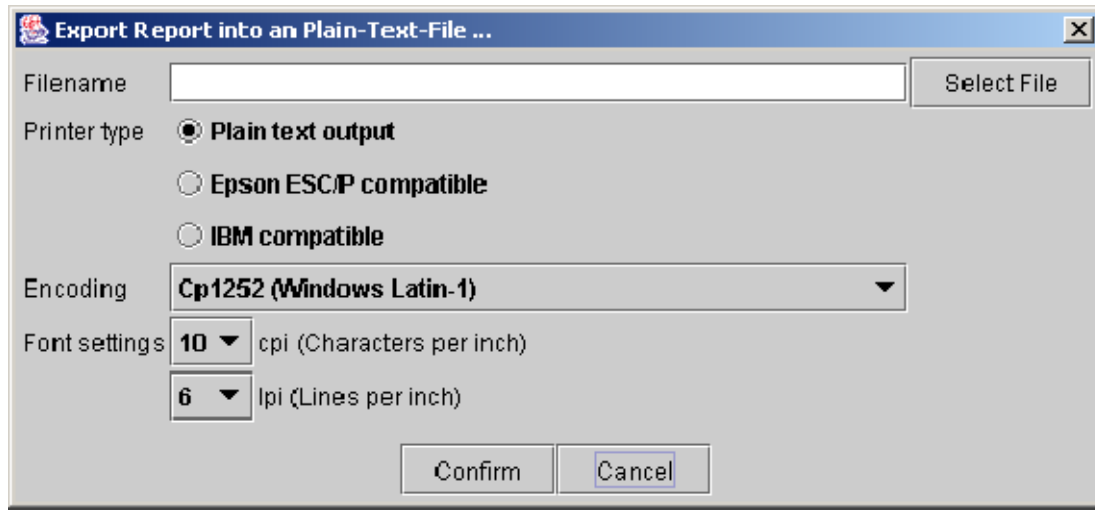 Export Report into an Plain-Text-File ...
Filename Select File
Printer type Plain text output
Epson ESC/P compatible
IBM compatible
Encoding Cp1252 (Windows Latin-1)
Font settings 10 cpi (Characters per inch)
6 lpi (Lines per inch)
Confirm Cancel